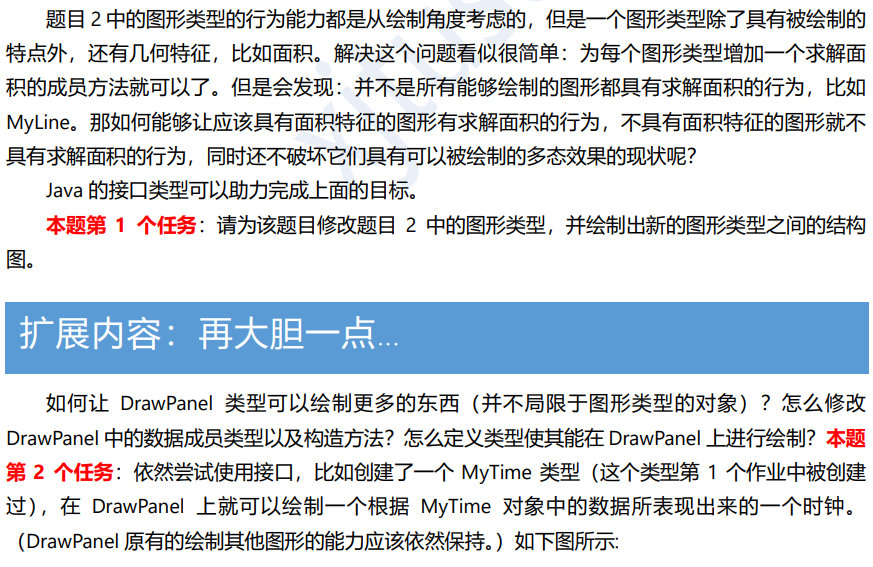 题目 2 中的图形类型的行为能力都是从绘制角度考虑的，但是一个图形类型除了具有被绘制的
特点外，还有几何特征，比如面积。解决这个问题看似很简单：为每个图形类型增加一个求解面
积的成员方法就可以了。但是会发现：并不是所有能够绘制的图形都具有求解面积的行为，比如
MyLine。那如何能够让应该具有面积特征的图形有求解面积的行为，不具有面积特征的图形就不
具有求解面积的行为，同时还不破坏它们具有可以被绘制的多态效果的现状呢？
Java 的接口类型可以助力完成上面的目标。
本题第 1 个任务：请为该题目修改题目 2 中的图形类型，并绘制出新的图形类型之间的结构
图。
扩展内容：再大胆一点...
如何让 DrawPanel 类型可以绘制更多的东西（并不局限于图形类型的对象）？怎么修改
DrawPanel 中的数据成员类型以及构造方法？怎么定义类型使其能在 DrawPanel 上进行绘制？本题
第 2 个任务：依然尝试使用接口，比如创建了一个 MyTime 类型（这个类型第 1 个作业中被创建
过），在 DrawPanel 上就可以绘制一个根据 MyTime 对象中的数据所表现出来的一个时钟。
（DrawPanel 原有的绘制其他图形的能力应该依然保持。）如下图所示: